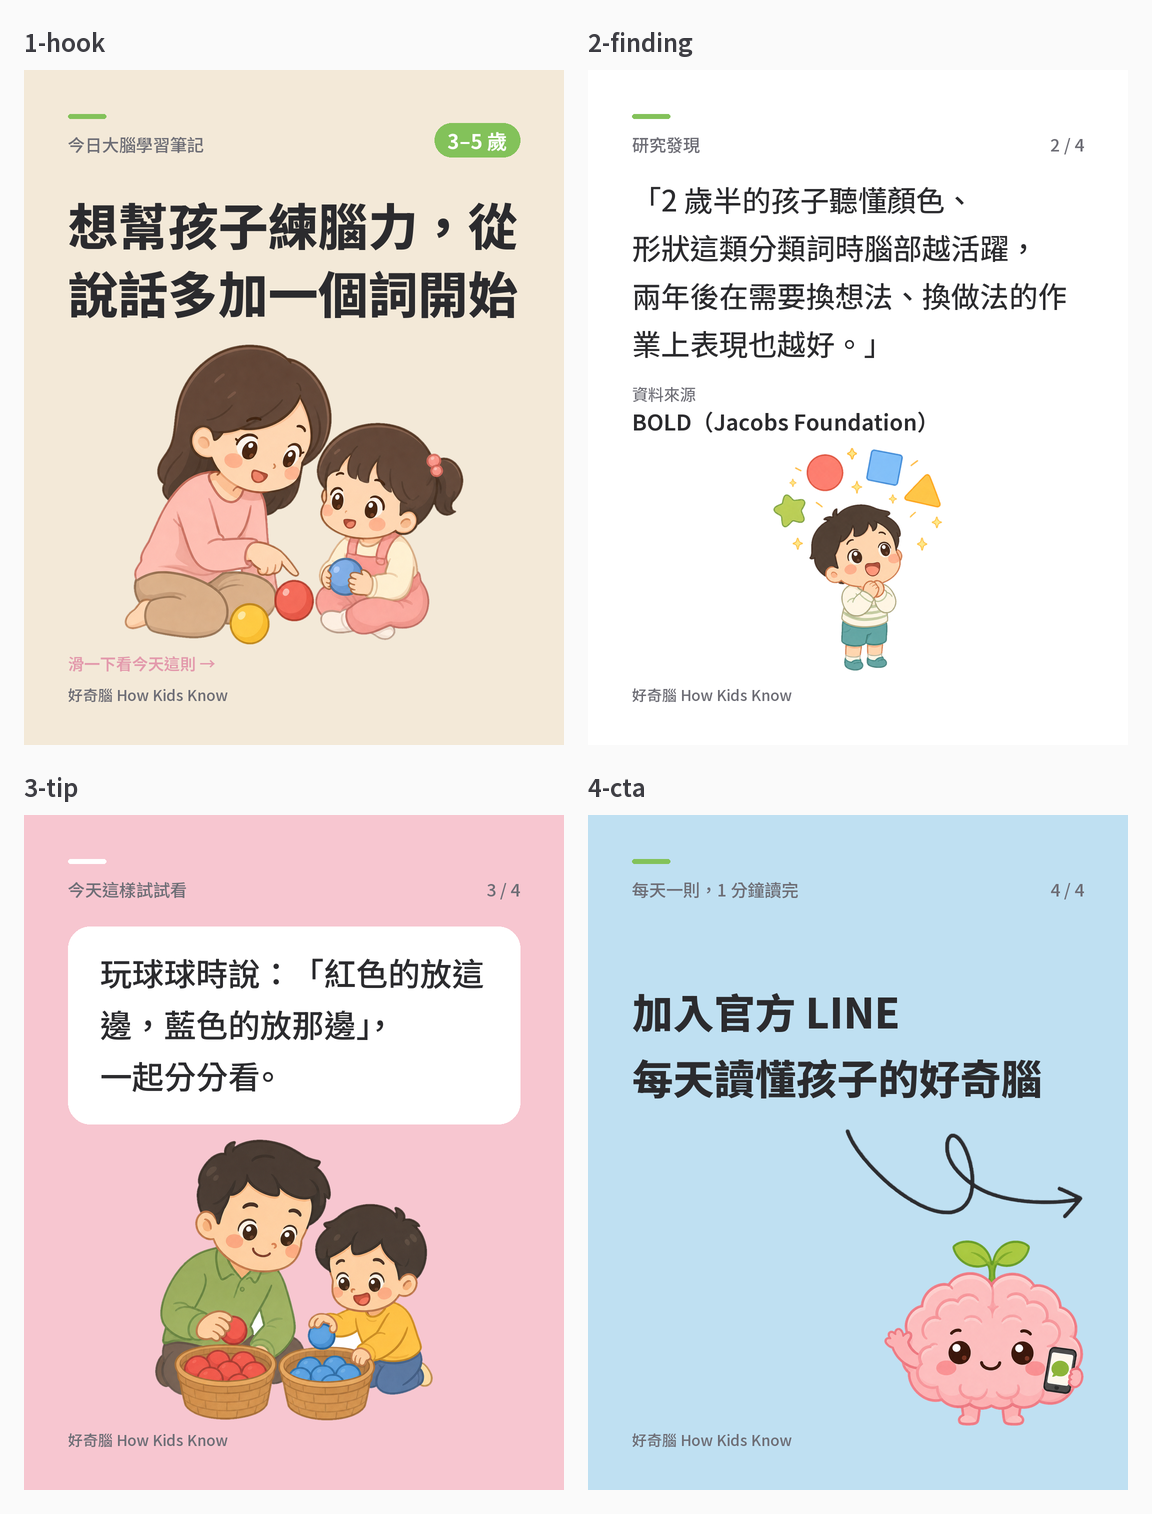 1-hook
今日大腦學習筆記
3–5 歲
想幫孩子練腦力，從
說話多加一個詞開始
滑一下看今天這則 →
好奇腦 How Kids Know
2-finding
研究發現
2 / 4
「2 歲半的孩子聽懂顏色、
形狀這類分類詞時腦部越活躍，
兩年後在需要換想法、換做法的作
業上表現也越好。」
資料來源
BOLD（Jacobs Foundation）
好奇腦 How Kids Know
3-tip
今天這樣試試看
3 / 4
玩球球時說：「紅色的放這
邊，藍色的放那邊」，
一起分分看。
好奇腦 How Kids Know
4-cta
每天一則，1 分鐘讀完
4 / 4
加入官方 LINE
每天讀懂孩子的好奇腦
好奇腦 How Kids Know